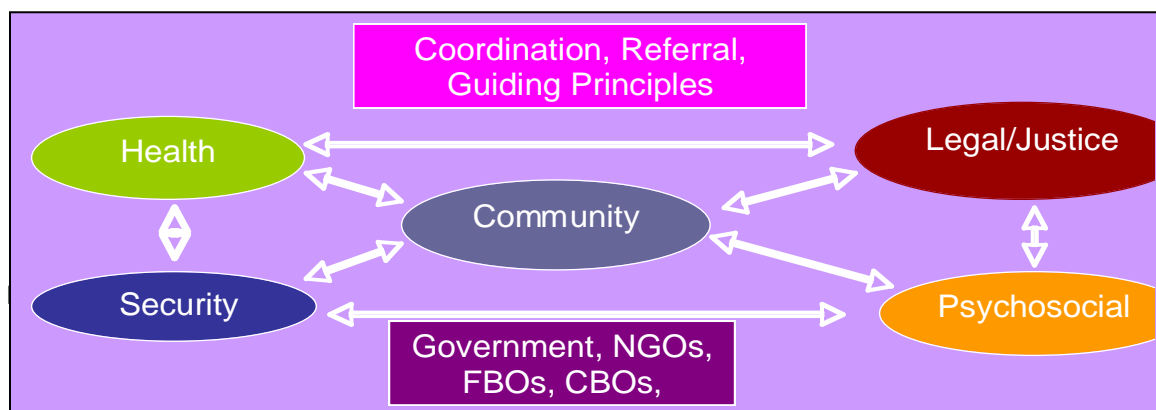 Coordination, Referral,
Guiding Principles
Health
Legal/Justice
Community
Security
Psychosocial
Government, NGOs,
FBOs, CBOs,